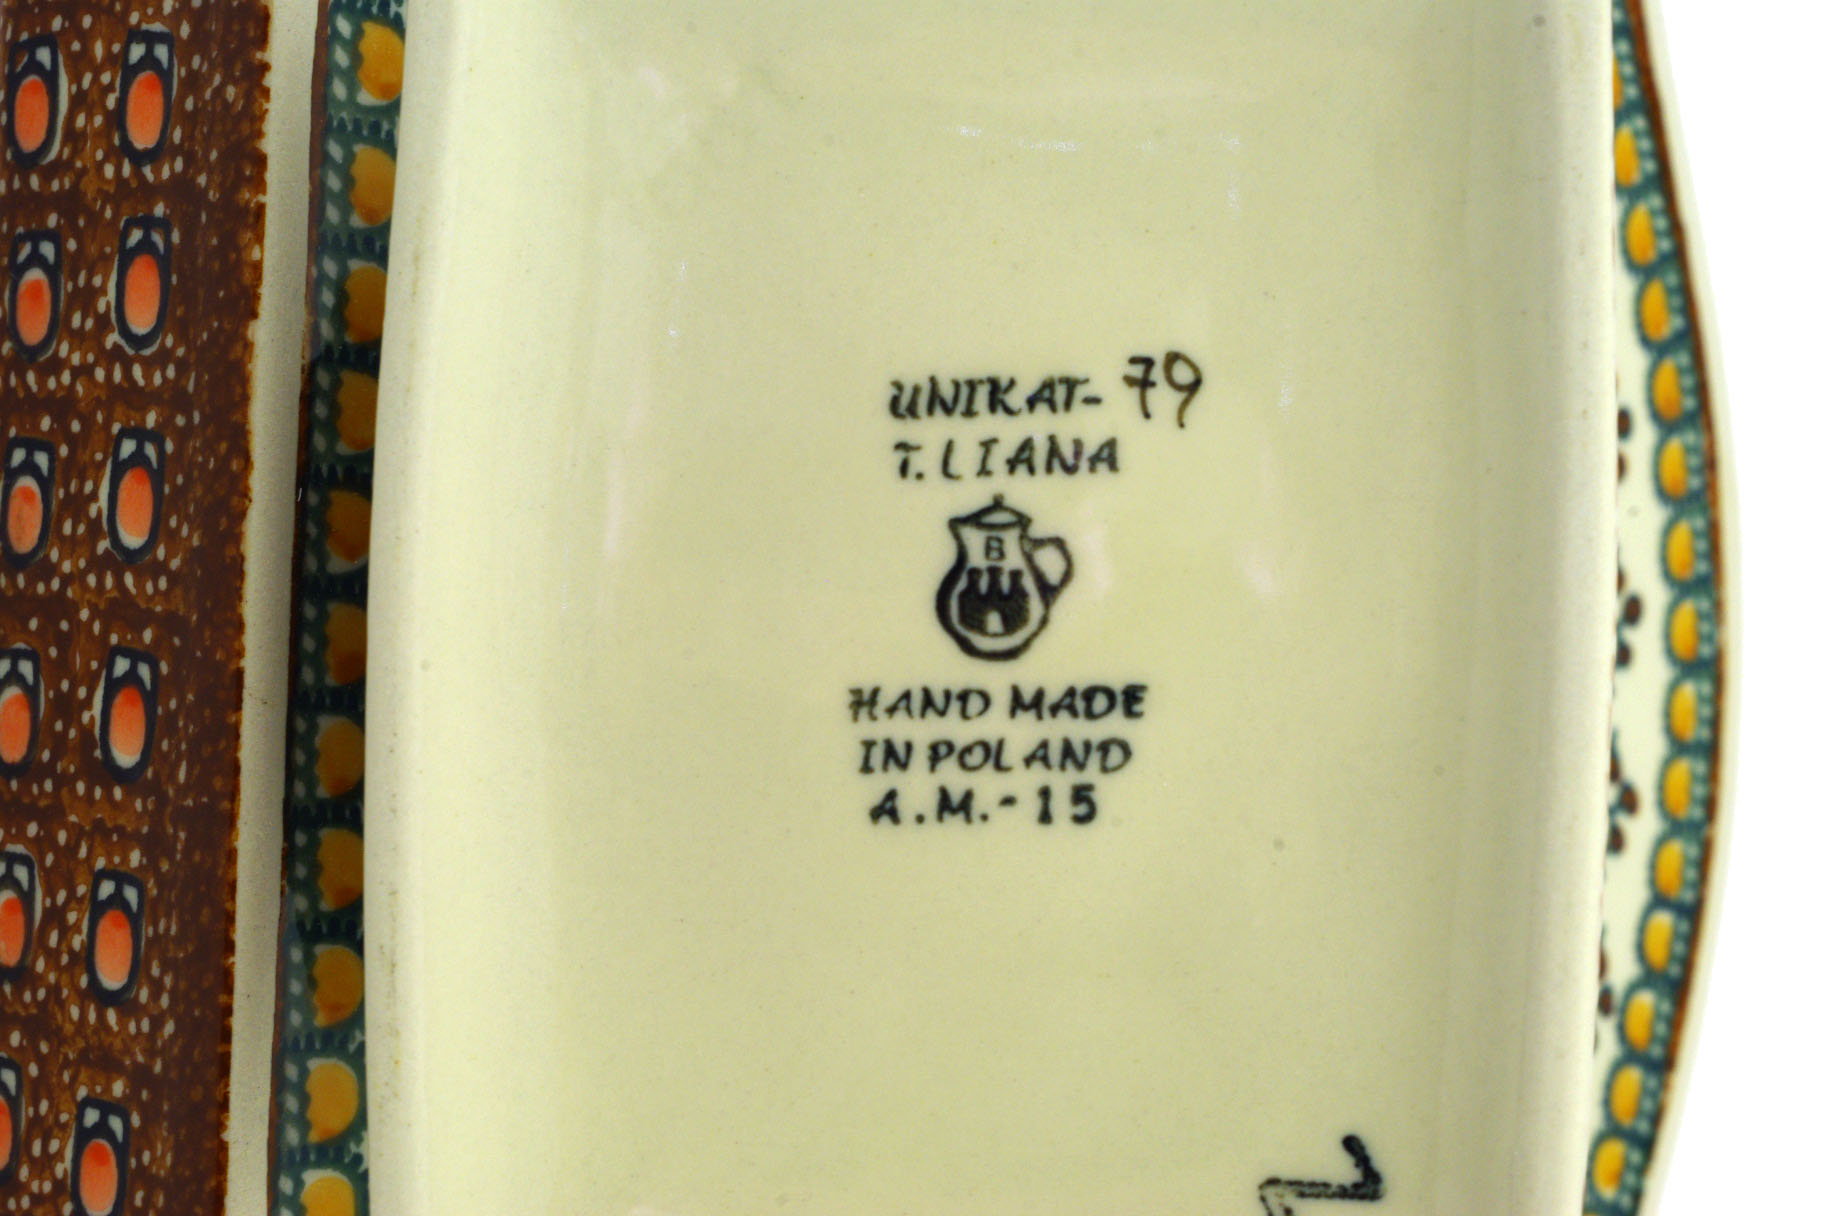 UNIKAT-79
T. LIANA
B
HAND MADE
IN POLAND
A.M.-15